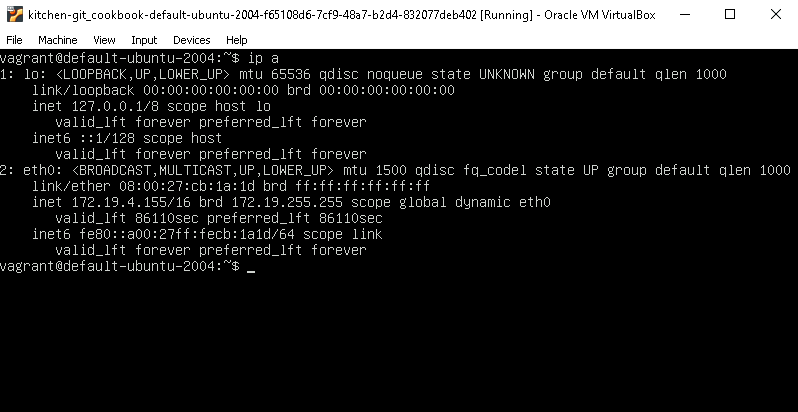 kitchen-git_cookbook-default-ubuntu-2004-f65108d6-7cf9-48a7-b2d4-832077deb402 [Running] - Oracle VM VirtualBox
File Machine View Input Devices Help
vagrant@default-ubuntu-2004:~$ ip a
1: lo: <LOOPBACK,UP,LOWER_UP> mtu 65536 qdisc noqueue state UNKNOWN group default qlen 1000
    link/loopback 00:00:00:00:00:00 brd 00:00:00:00:00:00
    inet 127.0.0.1/8 scope host lo
       valid_lft forever preferred_lft forever
    inet6 ::1/128 scope host
       valid_lft forever preferred_lft forever
2: eth0: <BROADCAST,MULTICAST,UP,LOWER_UP> mtu 1500 qdisc fq_codel state UP group default qlen 1000
    link/ether 08:00:27:cb:1a:1d brd ff:ff:ff:ff:ff:ff
    inet 172.19.4.155/16 brd 172.19.255.255 scope global dynamic eth0
       valid_lft 86110sec preferred_lft 86110sec
    inet6 fe80::a00:27ff:fecb:1a1d/64 scope link
       valid_lft forever preferred_lft forever
vagrant@default-ubuntu-2004:~$ _